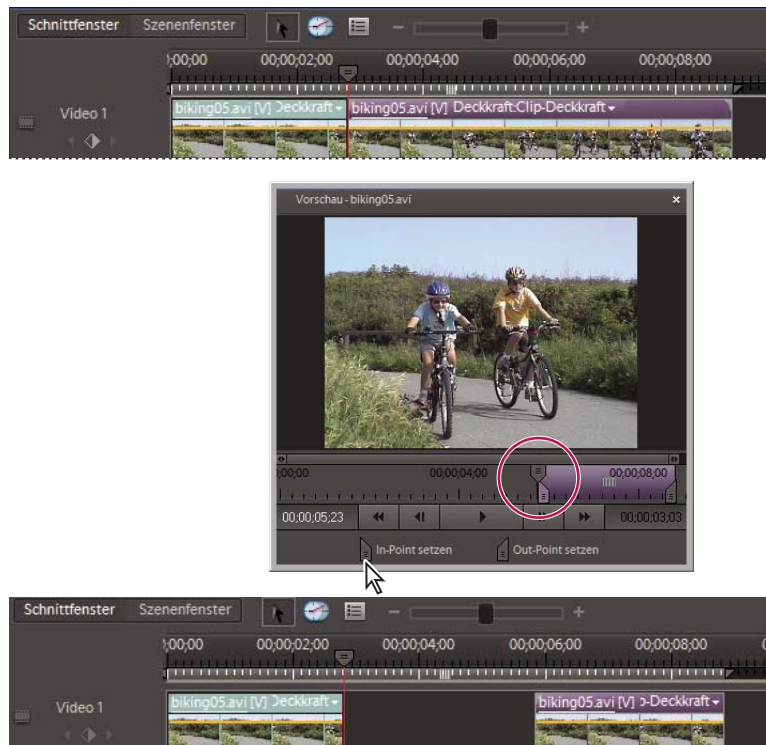 Schnittfenster Szenenfenster
;00;00 00;00;02;00 00;00;04;00 00;00;06;00 00;00;08;00
Video 1
biking05.avi [V] Deckkraft biking05.avi [V] Deckkraft:Clip-Deckkraft
Vorschau - biking05.avi
;00;00 00;00;04;00 00;00;08;00
00;00;05;23 00;00;03;03
In-Point setzen Out-Point setzen
Schnittfenster Szenenfenster
;00;00 00;00;02;00 00;00;04;00 00;00;06;00 00;00;08;00
Video 1
biking05.avi [V] Deckkraft biking05.avi [V] p-Deckkraft